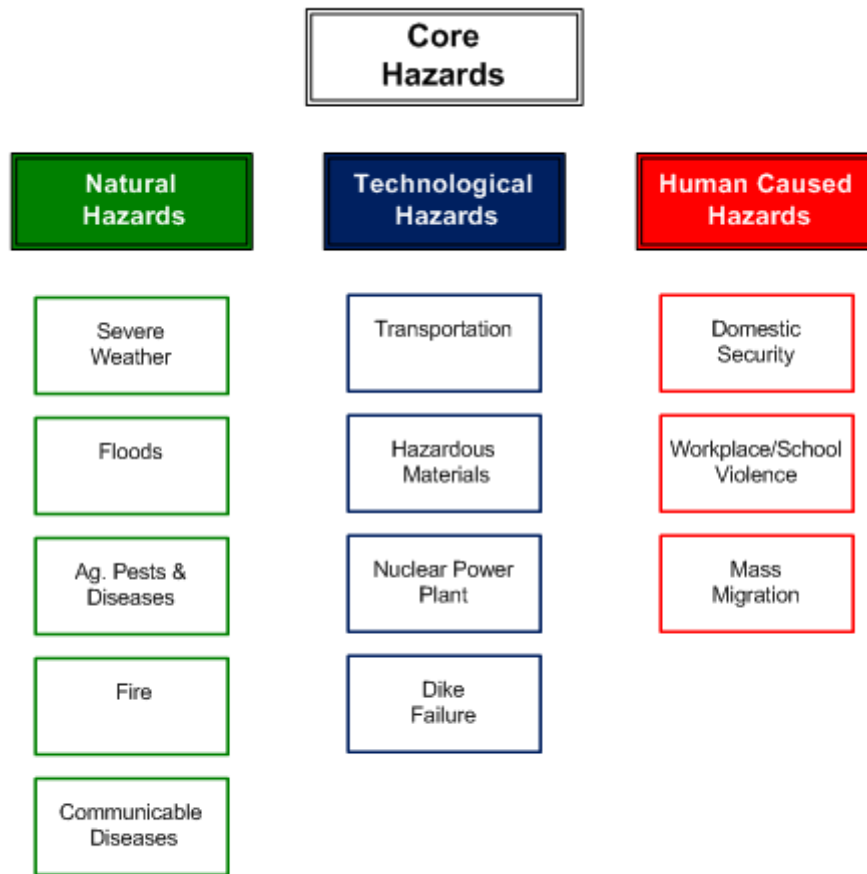 Core
Hazards
Natural
Hazards
Technological
Hazards
Human Caused
Hazards
Severe
Weather
Floods
Ag. Pests &
Diseases
Fire
Communicable
Diseases
Transportation
Hazardous
Materials
Nuclear Power
Plant
Dike
Failure
Domestic
Security
Workplace/School
Violence
Mass
Migration